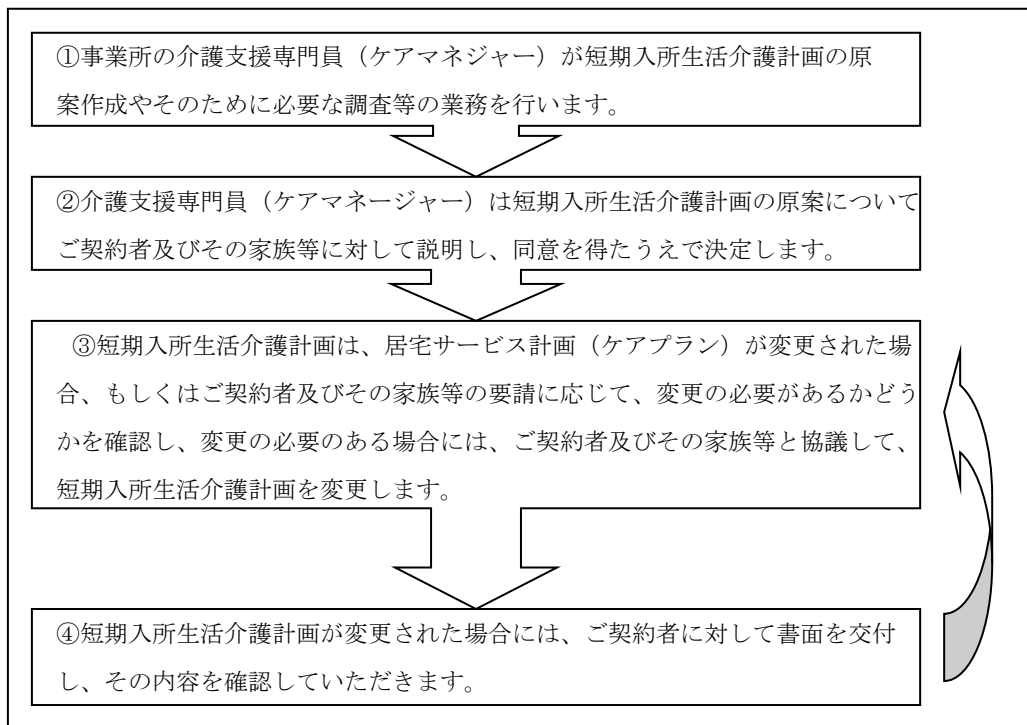 ①事業所の介護支援専門員（ケアマネジャー）が短期入所生活介護計画の原
案作成やそのために必要な調査等の業務を行います。
②介護支援専門員（ケアマネージャー）は短期入所生活介護計画の原案について
ご契約者及びその家族等に対して説明し、同意を得たうえで決定します。
③短期入所生活介護計画は、居宅サービス計画（ケアプラン）が変更された場
合、もしくはご契約者及びその家族等の要請に応じて、変更の必要があるかどう
かを確認し、変更の必要のある場合には、ご契約者及びその家族等と協議して、
短期入所生活介護計画を変更します。
④短期入所生活介護計画が変更された場合には、ご契約者に対して書面を交付
し、その内容を確認していただきます。